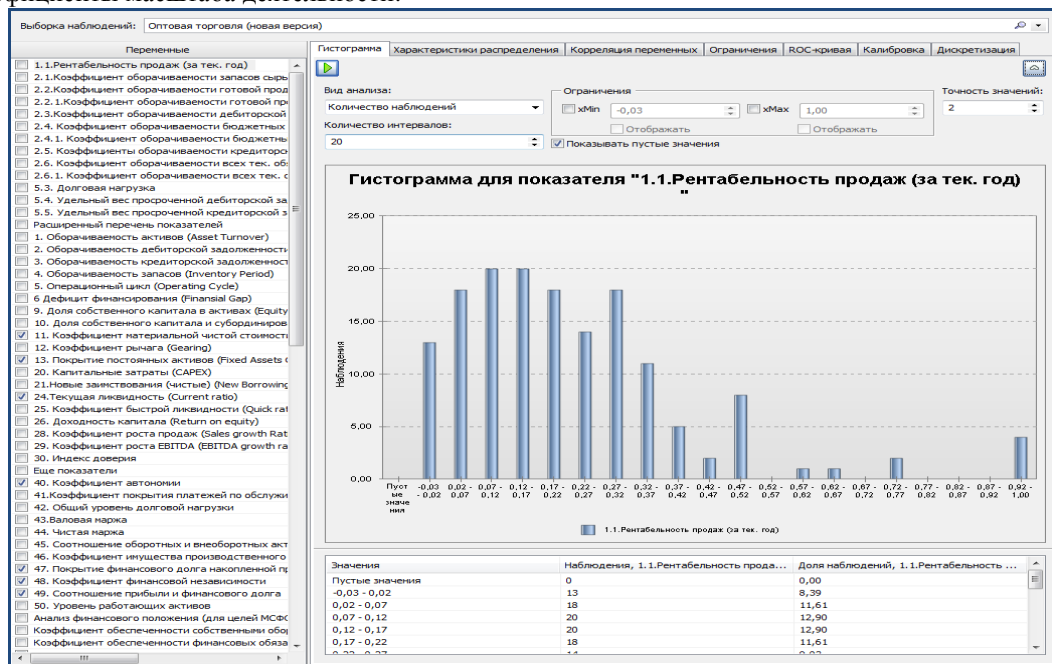 фициенты масштаба деятельности.
Выборка наблюдений: Оптовая торговля (новая версия)
Переменные
1.1.Рентабельность продаж (за тек. год)
2.1.Коэффициент оборачиваемости запасов сырь
2.2.Коэффициент оборачиваемости готовой прод
2.2.1.Коэффициент оборачиваемости готовой пр
2.3.Коэффициент оборачиваемости дебиторской
2.4. Коэффициент оборачиваемости бюджетных
2.4.1. Коэффициент оборачиваемости бюджетны
2.5. Коэффициенты оборачиваемости кредиторс
2.6. Коэффициент оборачиваемости всех тек. об
2.6.1. Коэффициент оборачиваемости всех тек. о
5.3. Долговая нагрузка
5.4. Удельный вес просроченной дебиторской за
5.5. Удельный вес просроченной кредиторской з
Расширенный перечень показателей
1. Оборачиваемость активов (Asset Turnover)
2. Оборачиваемость дебиторской задолженности
3. Оборачиваемость кредиторской задолженност
4. Оборачиваемость запасов (Inventory Period)
5. Операционный цикл (Operating Cycle)
6 Дефицит финансирования (Finansial Gap)
9. Доля собственного капитала в активах (Equity
10. Доля собственного капитала и субординиров
11. Коэффициент материальной чистой стоимост
12. Коэффициент рычага (Gearing)
13. Покрытие постоянных активов (Fixed Assets
20. Капитальные затраты (CAPEX)
21.Новые заимствования (чистые) (New Borrowing
24.Текущая ликвидность (Current ratio)
25. Коэффициент быстрой ликвидности (Quick rat
26. Доходность капитала (Return on equity)
28. Коэффициент роста продаж (Sales growth Rat
29. Коэффициент роста EBITDA (EBITDA growth ra
30. Индекс доверия
Еще показатели
40. Коэффициент автономии
41.Коэффициент покрытия платежей по обслужи
42. Общий уровень долговой нагрузки
43.Валовая маржа
44. Чистая маржа
45. Соотношение оборотных и внеоборотных акт
46. Коэффициент имущества производственного
47. Покрытие финансового долга накопленной п
48. Коэффициент финансовой независимости
49. Соотношение прибыли и финансового долга
50. Уровень работающих активов
Анализ финансового положения (для целей МСФО
Коэффициент обеспеченности собственными обо
Коэффициент обеспеченности финансовых обяза
Гистограмма Характеристики распределения Корреляция переменных Ограничения ROC-кривая Калибровка Дискретизация
Вид анализа:
Количество наблюдений
Количество интервалов:
20
Ограничения
xMin -0,03 xMax 1,00
Отображать Отображать
Показывать пустые значения
Точность значений:
2
Гистограмма для показателя "1.1.Рентабельность продаж (за тек. год)
"
Наблюдения
25,00
20,00
15,00
10,00
5,00
0,00
Пуст -0,03 0,02 - 0,07 - 0,12 - 0,17 - 0,22 - 0,27 - 0,32 - 0,37 - 0,42 - 0,47 - 0,52 - 0,57 - 0,62 - 0,67 - 0,72 - 0,77 - 0,82 - 0,87 - 0,92 -
ые - 0,02 0,07 0,12 0,17 0,22 0,27 0,32 0,37 0,42 0,47 0,52 0,57 0,62 0,67 0,72 0,77 0,82 0,87 0,92 1,00
значе
ния
1.1.Рентабельность продаж (за тек. год)
Значения Наблюдения, 1.1.Рентабельность прода... Доля наблюдений, 1.1.Рентабельность ...
Пустые значения 0 0,00
-0,03 - 0,02 13 8,39
0,02 - 0,07 18 11,61
0,07 - 0,12 20 12,90
0,12 - 0,17 20 12,90
0,17 - 0,22 18 11,61